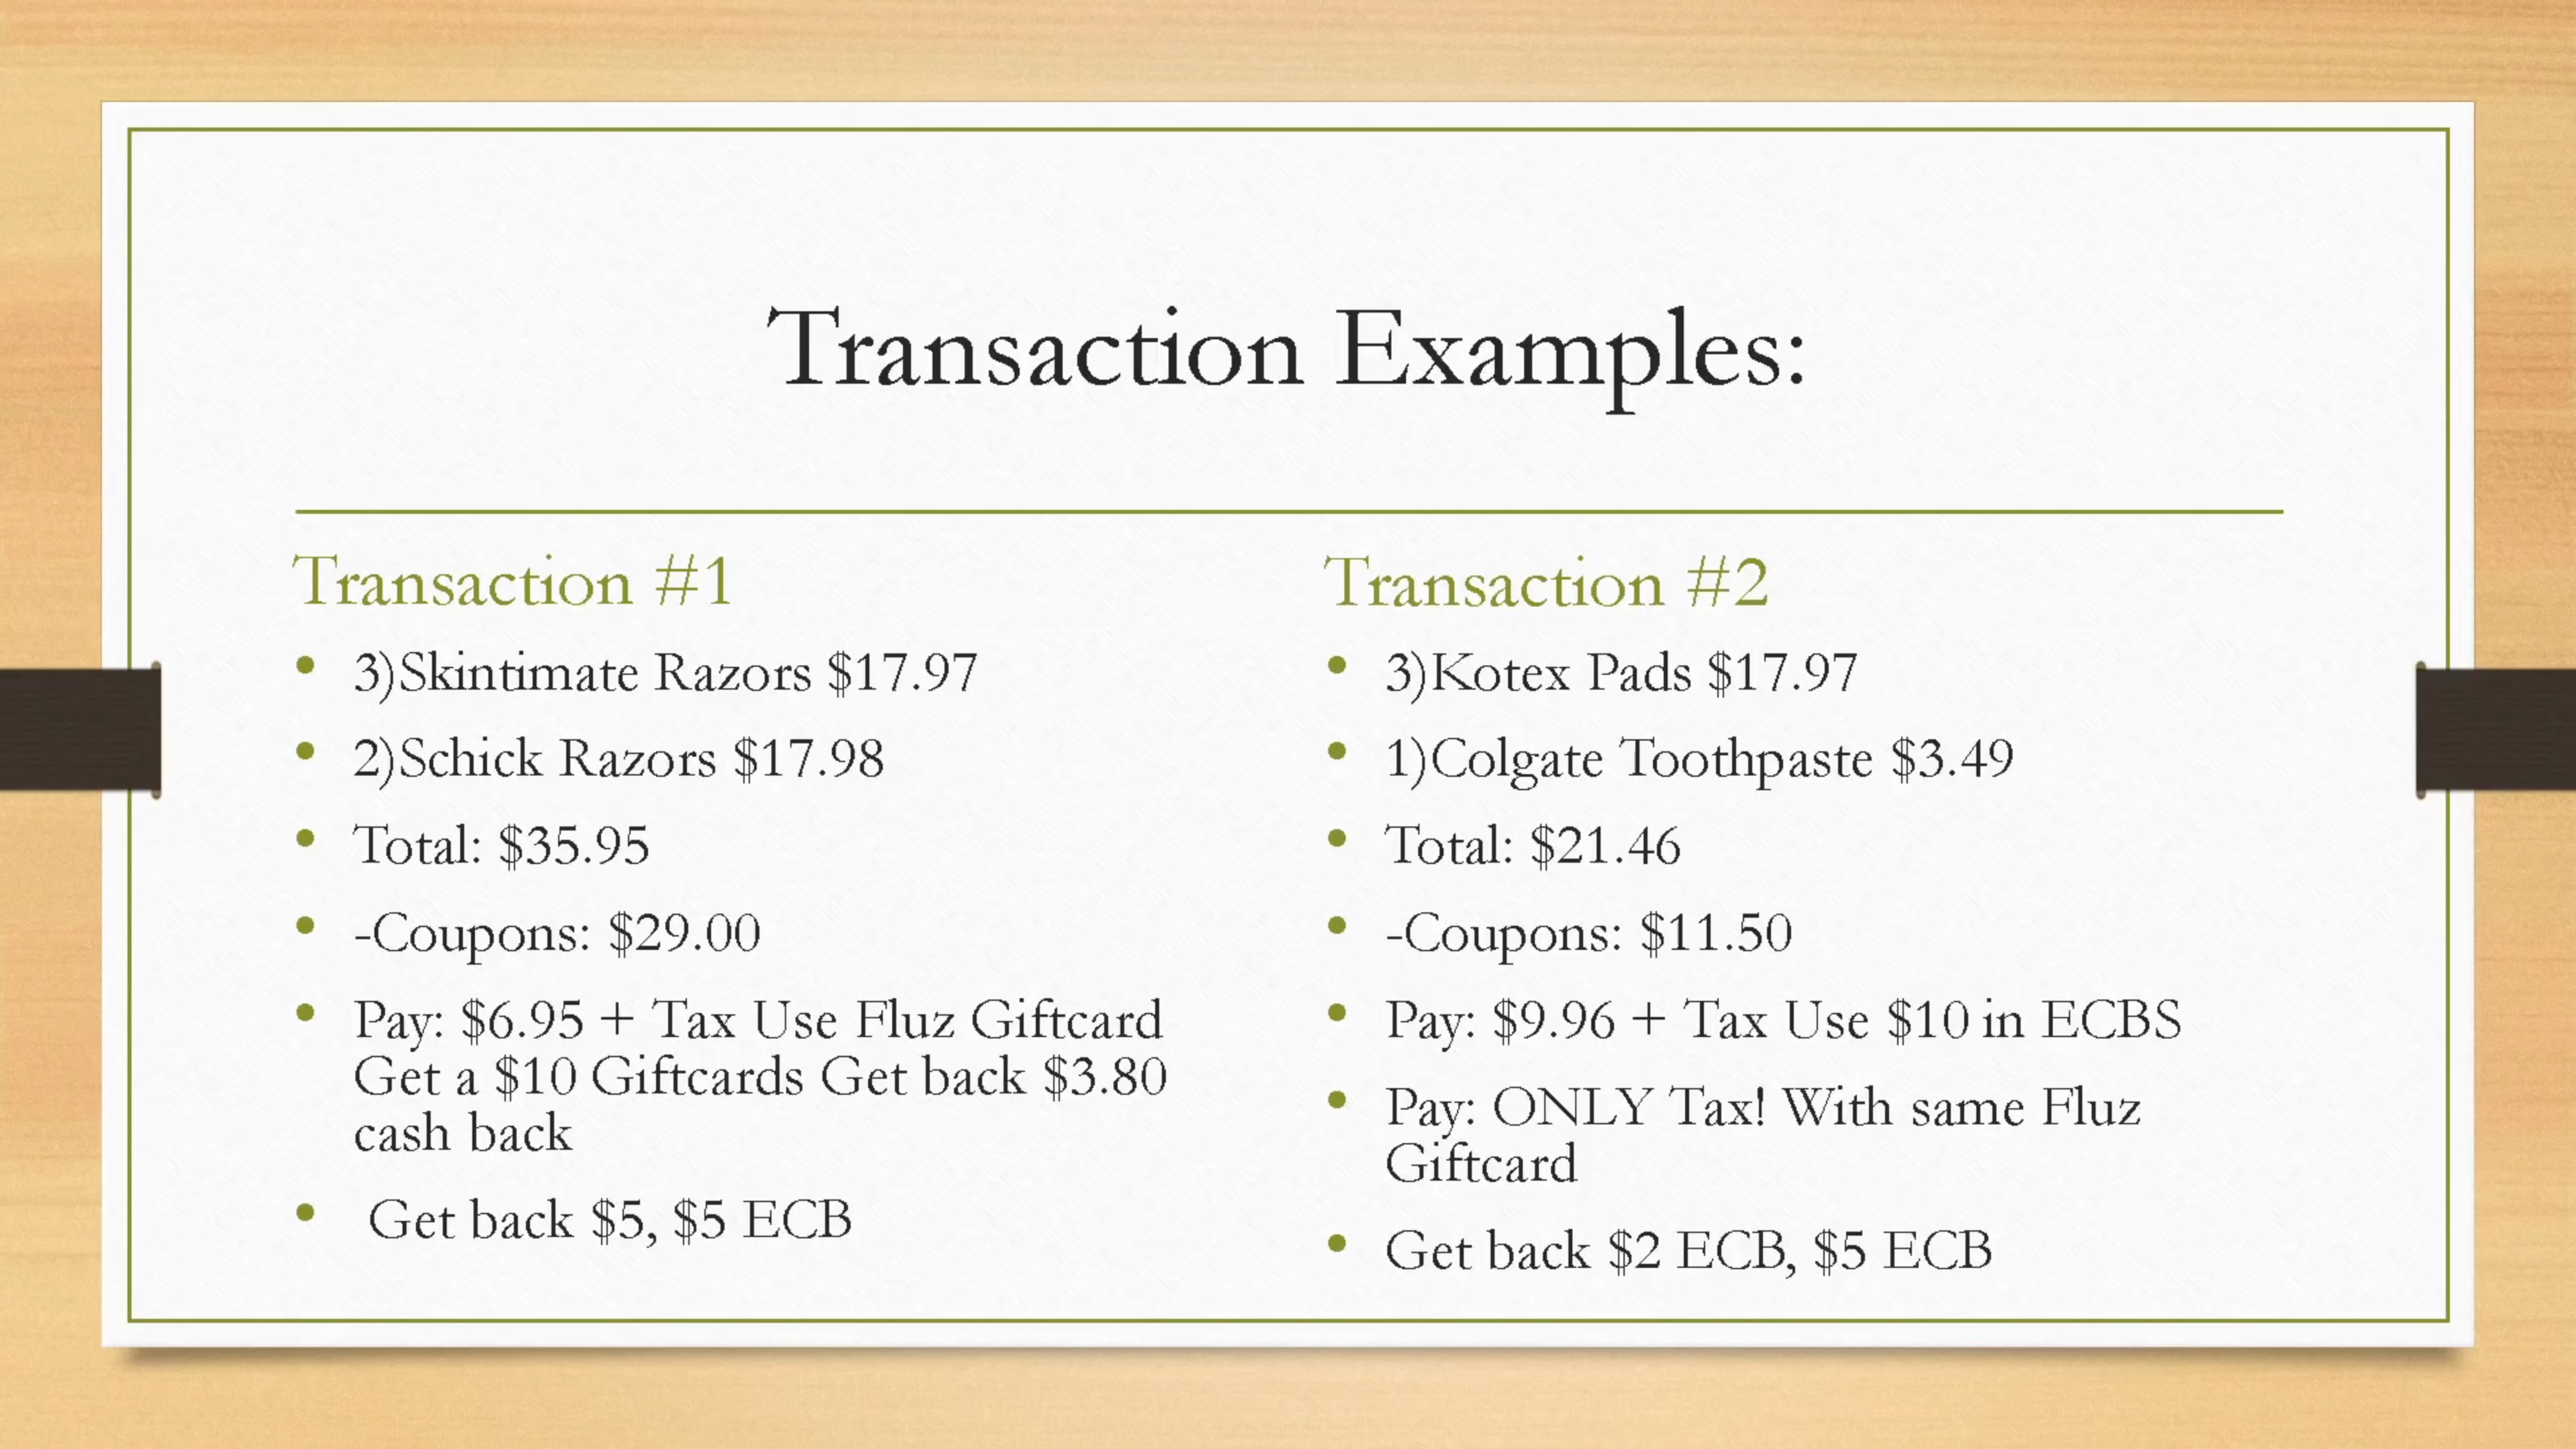 Transaction Examples:
Transaction #1
• 3)Skintimate Razors $17.97
• 2)Schick Razors $17.98
• Total: $35.95
• -Coupons: $29.00
• Pay: $6.95 + Tax Use Fluz Giftcard
Get a $10 Giftcards Get back $3.80
cash back
• Get back $5, $5 ECB
Transaction #2
• 3)Kotex Pads $17.97
• 1)Colgate Toothpaste $3.49
• Total: $21.46
• -Coupons: $11.50
• Pay: $9.96 + Tax Use $10 in ECBS
• Pay: ONLY Tax! With same Fluz
Giftcard
• Get back $2 ECB, $5 ECB